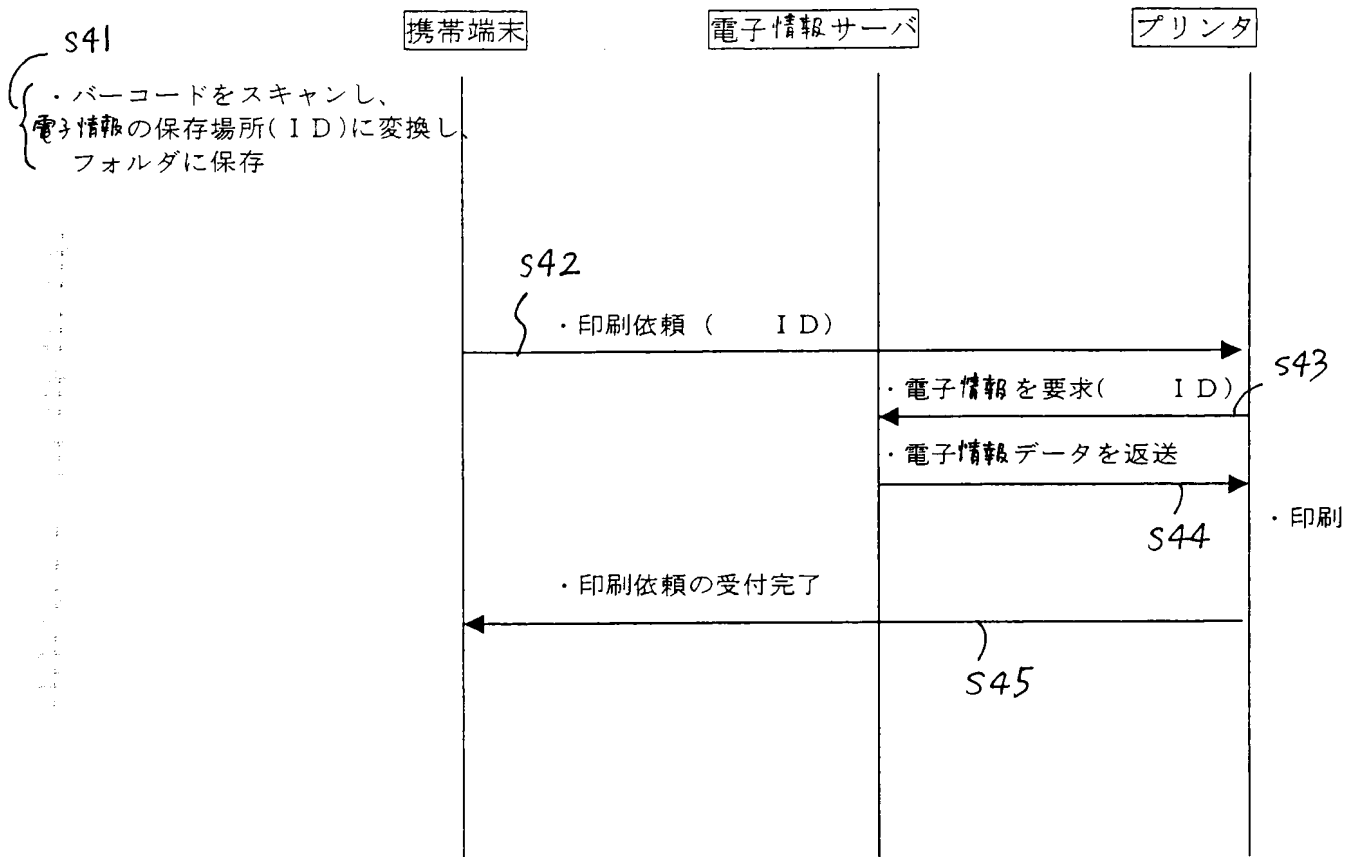 携帯端末
電子情報サーバ
プリンタ
S41
・バーコードをスキャンし、
電子情報の保存場所(ID)に変換し、
フォルダに保存
S42
・印刷依頼( ID)
S43
・電子情報を要求( ID)
・電子情報データを返送
S44
・印刷
・印刷依頼の受付完了
S45